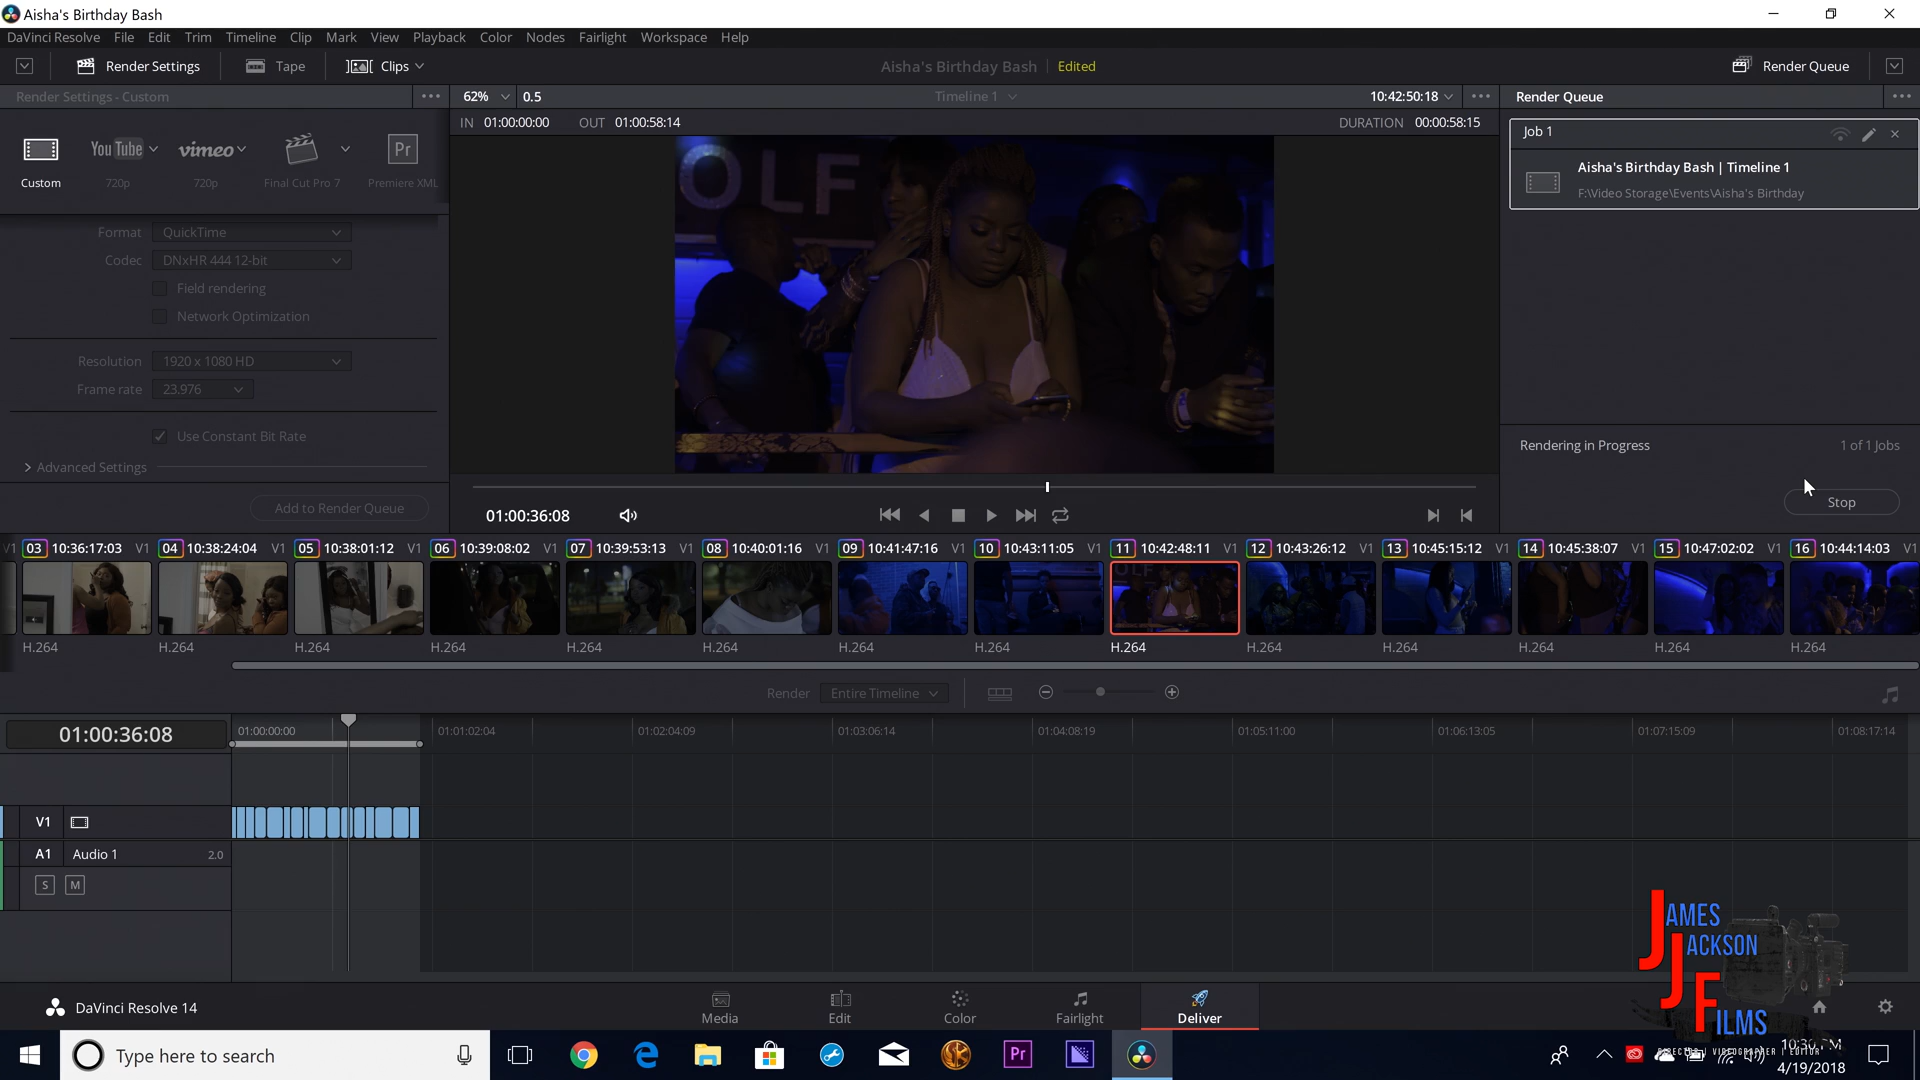 Aisha's Birthday Bash
DaVinci Resolve File Edit Trim Timeline Clip Mark View Playback Color Nodes Fairlight Workspace Help
Render Settings Tape Clips Aisha's Birthday Bash Edited Render Queue
Render Settings - Custom 62% 0.5 Timeline 1 10:42:50:18 Render Queue
IN 01:00:00:00 OUT 01:00:58:14 DURATION 00:00:58:15
Job 1
OLF
YouTube vimeo Pr
Aisha's Birthday Bash | Timeline 1
Custom 720p 720p Final Cut Pro 7 Premiere XML
F:\Video Storage\Events\Aisha's Birthday
Format QuickTime
Codec DNxHR 444 12-bit
Field rendering
Network Optimization
Resolution 1920 x 1080 HD
Frame rate 23.976
Use Constant Bit Rate
Rendering in Progress 1 of 1 Jobs
Advanced Settings
Add to Render Queue
Stop
01:00:36:08
V1 03 10:36:17:03 V1 04 10:38:24:04 V1 05 10:38:01:12 V1 06 10:39:08:02 V1 07 10:39:53:13 V1 08 10:40:01:16 V1 09 10:41:47:16 V1 10 10:43:11:05 V1 11 10:42:48:11 V1 12 10:43:26:12 V1 13 10:45:15:12 V1 14 10:45:38:07 V1 15 10:47:02:02 V1 16 10:44:14:03 V1
OLF
H.264 H.264 H.264 H.264 H.264 H.264 H.264 H.264 H.264 H.264 H.264 H.264 H.264 H.264
Render Entire Timeline
01:00:36:08 01:00:00:00 01:01:02:04 01:02:04:09 01:03:06:14 01:04:08:19 01:05:11:00 01:06:13:05 01:07:15:09 01:08:17:14
V1
A1 Audio 1 2.0
S M
JAMES
JACKSON
FILMS
DIRECTOR | VIDEOGRAPHER | EDITOR
DaVinci Resolve 14 Media Edit Color Fairlight Deliver
Type here to search Pr 10:30 PM
4/19/2018